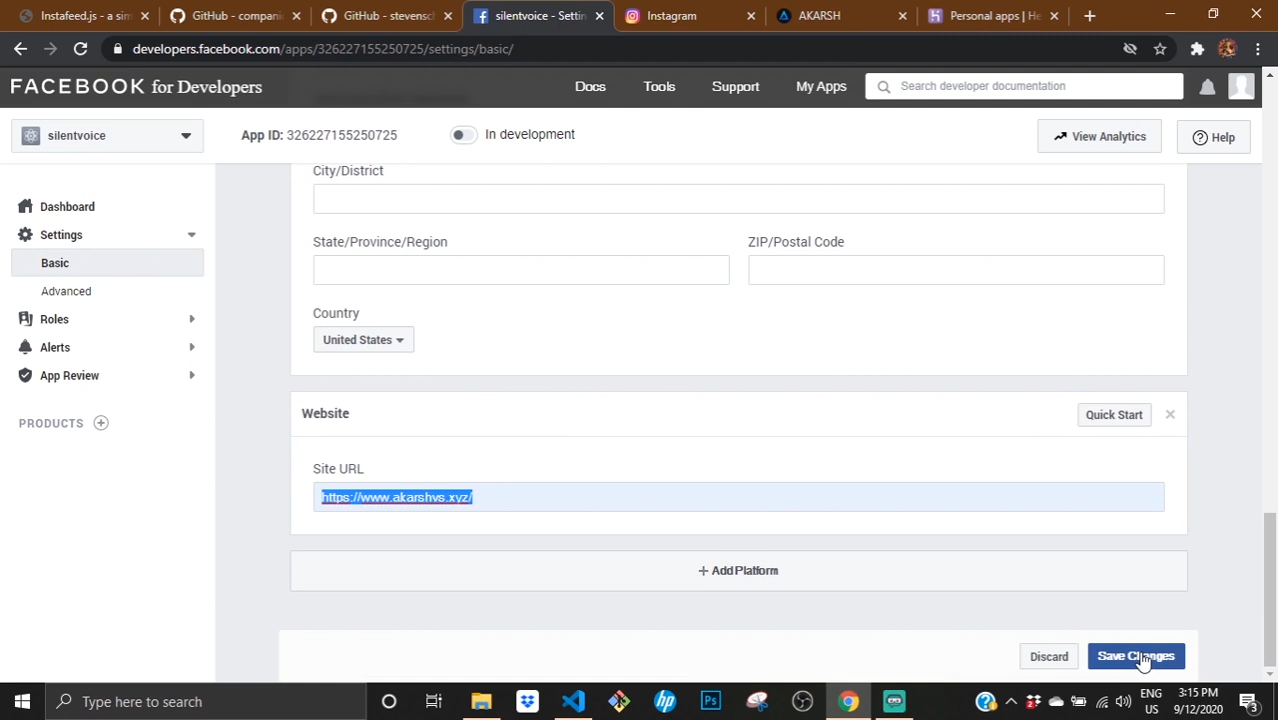 Instafeed.js - a sim
GitHub - compani
GitHub - stevensc
silentvoice - Settin
Instagram
AKARSH
Personal apps | He
developers.facebook.com/apps/326227155250725/settings/basic/
FACEBOOK for Developers
Docs
Tools
Support
My Apps
Search developer documentation
silentvoice
App ID: 326227155250725
In development
View Analytics
Help
City/District
Dashboard
Settings
State/Province/Region
ZIP/Postal Code
Basic
Advanced
Roles
Country
United States
Alerts
App Review
PRODUCTS
Website
Quick Start
Site URL
https://www.akarshvs.xyz/
+ Add Platform
Discard
Save Changes
Type here to search
ENG
US
3:15 PM
9/12/2020
3